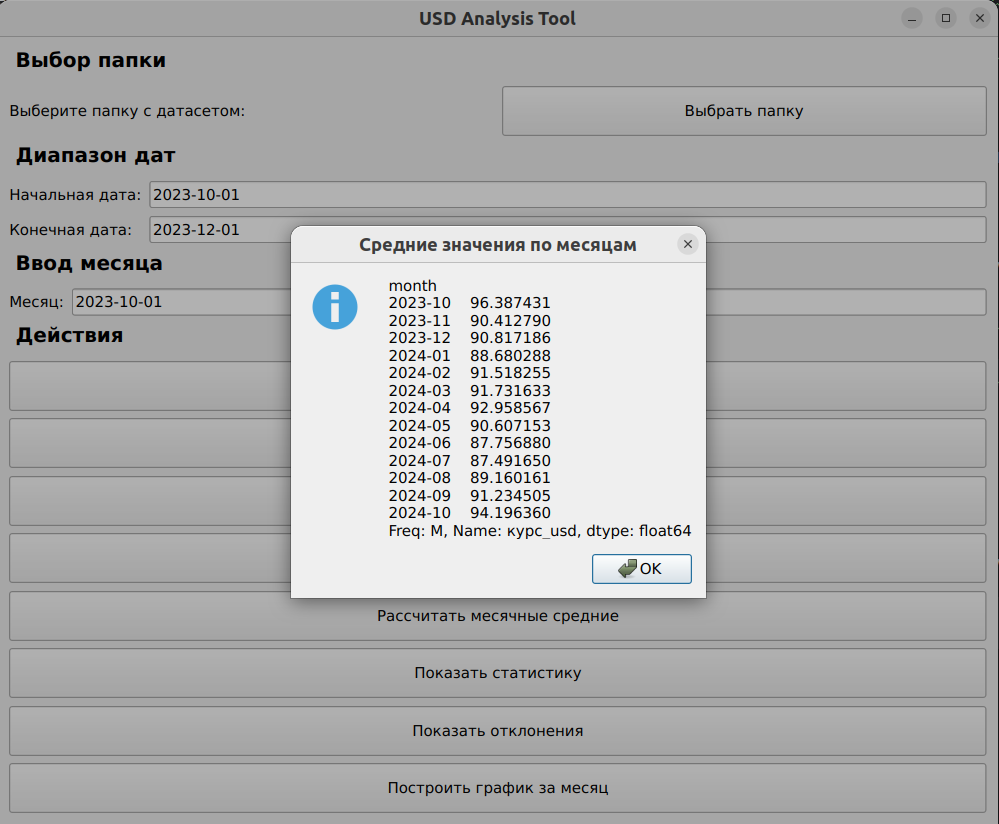 USD Analysis Tool
Выбор папки
Выберите папку с датасетом:
Выбрать папку
Диапазон дат
Начальная дата: 2023-10-01
Конечная дата: 2023-12-01
Ввод месяца
Месяц: 2023-10-01
Действия
Средние значения по месяцам
month
2023-10 96.387431
2023-11 90.412790
2023-12 90.817186
2024-01 88.680288
2024-02 91.518255
2024-03 91.731633
2024-04 92.958567
2024-05 90.607153
2024-06 87.756880
2024-07 87.491650
2024-08 89.160161
2024-09 91.234505
2024-10 94.196360
Freq: M, Name: курс_usd, dtype: float64
OK
Рассчитать месячные средние
Показать статистику
Показать отклонения
Построить график за месяц